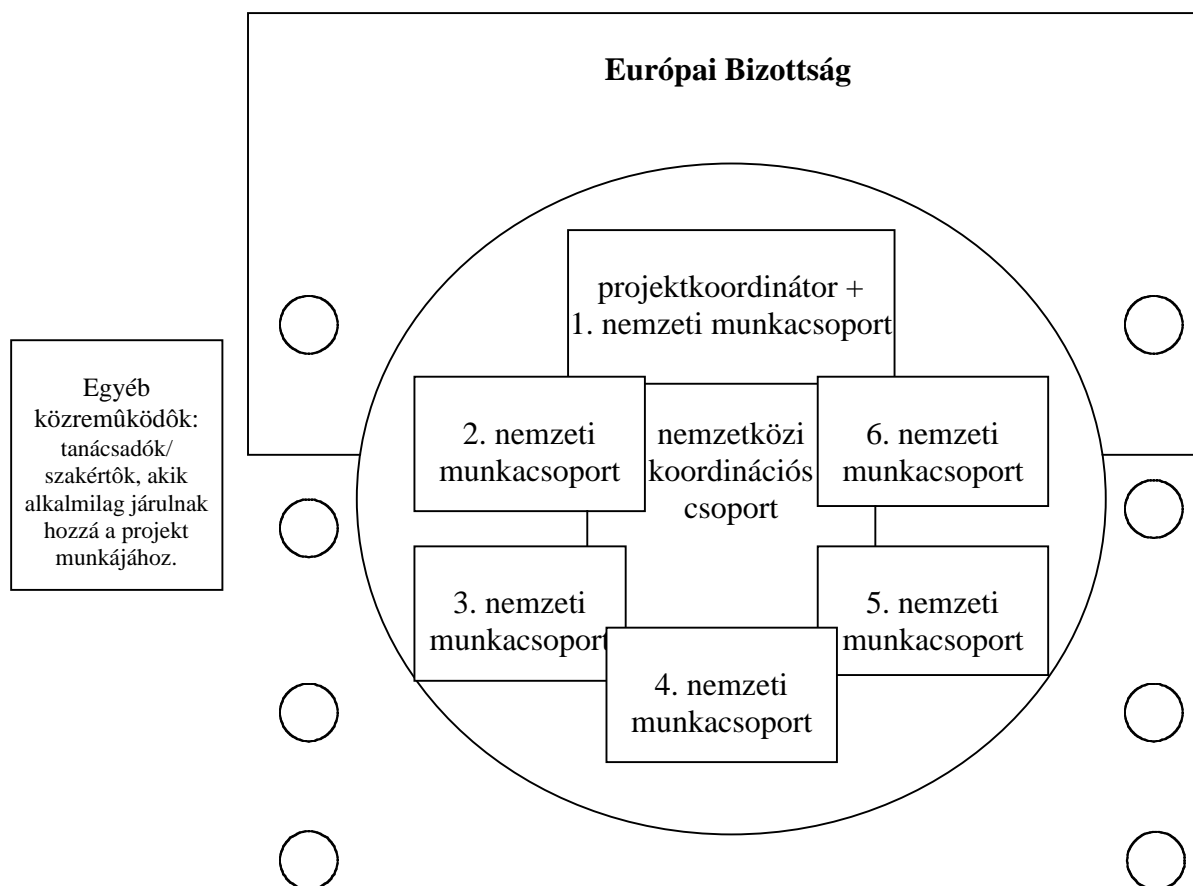 Európai Bizottság
projektkoordinátor +
1. nemzeti munkacsoport
Egyéb
közremûködôk:
tanácsadók/
szakértôk, akik
alkalmilag járulnak
hozzá a projekt
munkájához.
2. nemzeti
munkacsoport
nemzetközi
koordinációs
csoport
6. nemzeti
munkacsoport
3. nemzeti
munkacsoport
5. nemzeti
munkacsoport
4. nemzeti
munkacsoport